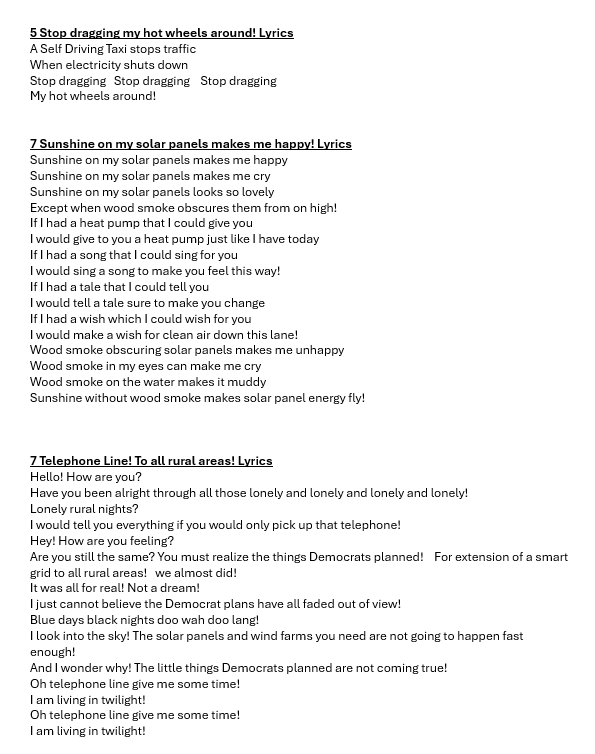 5 Stop dragging my hot wheels around! Lyrics
A Self Driving Taxi stops traffic
When electricity shuts down
Stop dragging   Stop dragging   Stop dragging
My hot wheels around!
7 Sunshine on my solar panels makes me happy! Lyrics
Sunshine on my solar panels makes me happy
Sunshine on my solar panels makes me cry
Sunshine on my solar panels looks so lovely
Except when wood smoke obscures them from on high!
If I had a heat pump that I could give you
I would give to you a heat pump just like I have today
If I had a song that I could sing for you
I would sing a song to make you feel this way!
If I had a tale that I could tell you
I would tell a tale sure to make you change
If I had a wish which I could wish for you
I would make a wish for clean air down this lane!
Wood smoke obscuring solar panels makes me unhappy
Wood smoke in my eyes can make me cry
Wood smoke on the water makes it muddy
Sunshine without wood smoke makes solar panel energy fly!
7 Telephone Line! To all rural areas! Lyrics
Hello! How are you?
Have you been alright through all those lonely and lonely and lonely and lonely!
Lonely rural nights?
I would tell you everything if you would only pick up that telephone!
Hey! How are you feeling?
Are you still the same? You must realize the things Democrats planned!   For extension of a smart
grid to all rural areas!   we almost did!
It was all for real! Not a dream!
I just cannot believe the Democrat plans have all faded out of view!
Blue days black nights doo wah doo lang!
I look into the sky! The solar panels and wind farms you need are not going to happen fast
enough!
And I wonder why! The little things Democrats planned are not coming true!
Oh telephone line give me some time!
I am living in twilight!
Oh telephone line give me some time!
I am living in twilight!